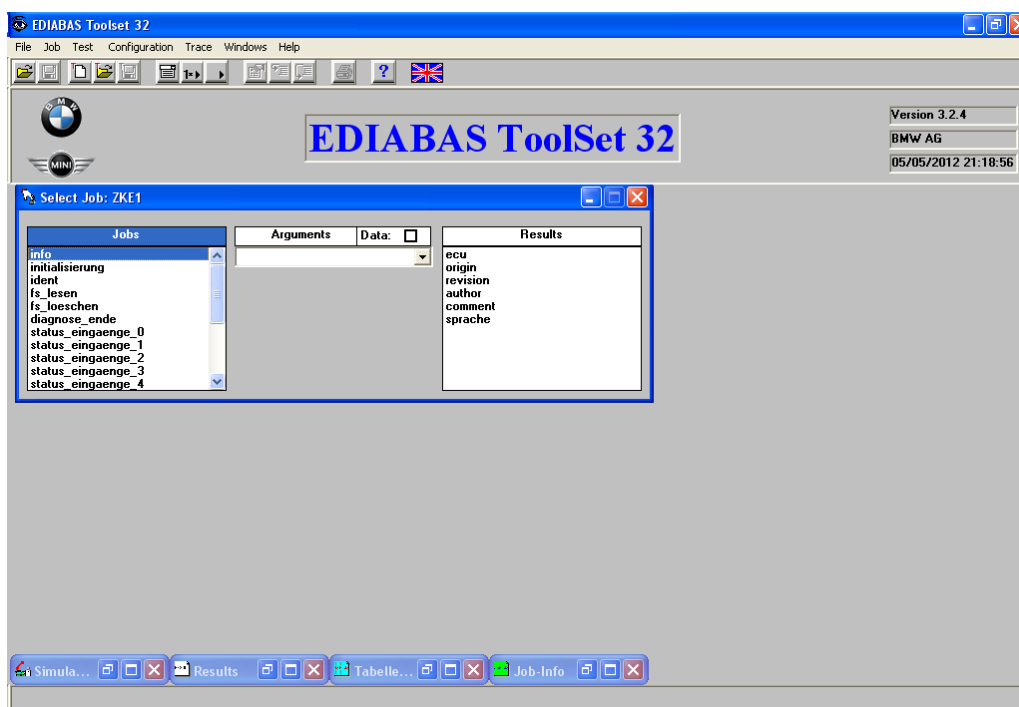 EDIABAS Toolset 32
File Job Test Configuration Trace Windows Help
1=
?
BMW
MINI
EDIABAS ToolSet 32
Version 3.2.4
BMW AG
05/05/2012 21:18:56
Select Job: ZKE1
Jobs
info
initialisierung
ident
fs_lesen
fs_loeschen
diagnose_ende
status_eingaenge_0
status_eingaenge_1
status_eingaenge_2
status_eingaenge_3
status_eingaenge_4
Arguments Data:
Results
ecu
origin
revision
author
comment
sprache
Simula... Results Tabelle... Job-Info